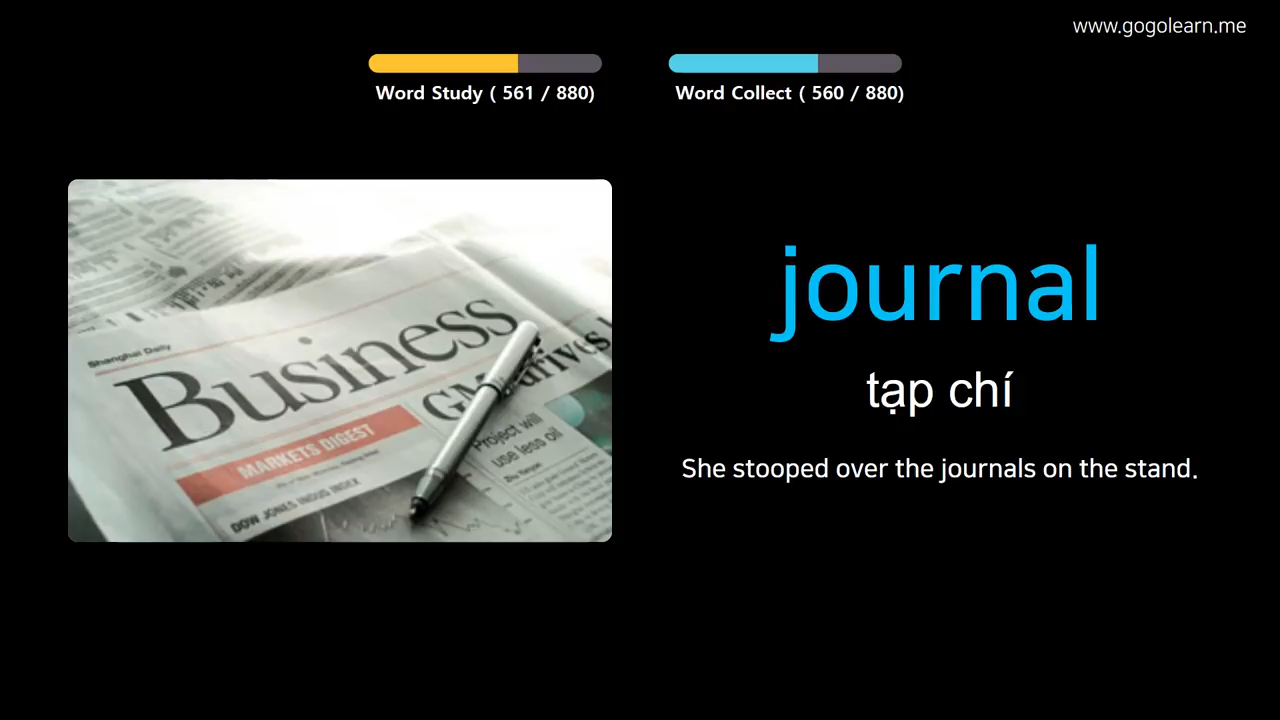 www.gogolearn.me
Word Study ( 561 / 880)
Word Collect ( 560 / 880)
Shanghai Daily
Business
GM drives
MARKETS DIGEST
Project will
use less oil
DOW JONES INDUS INDEX
journal
tạp chí
She stooped over the journals on the stand.